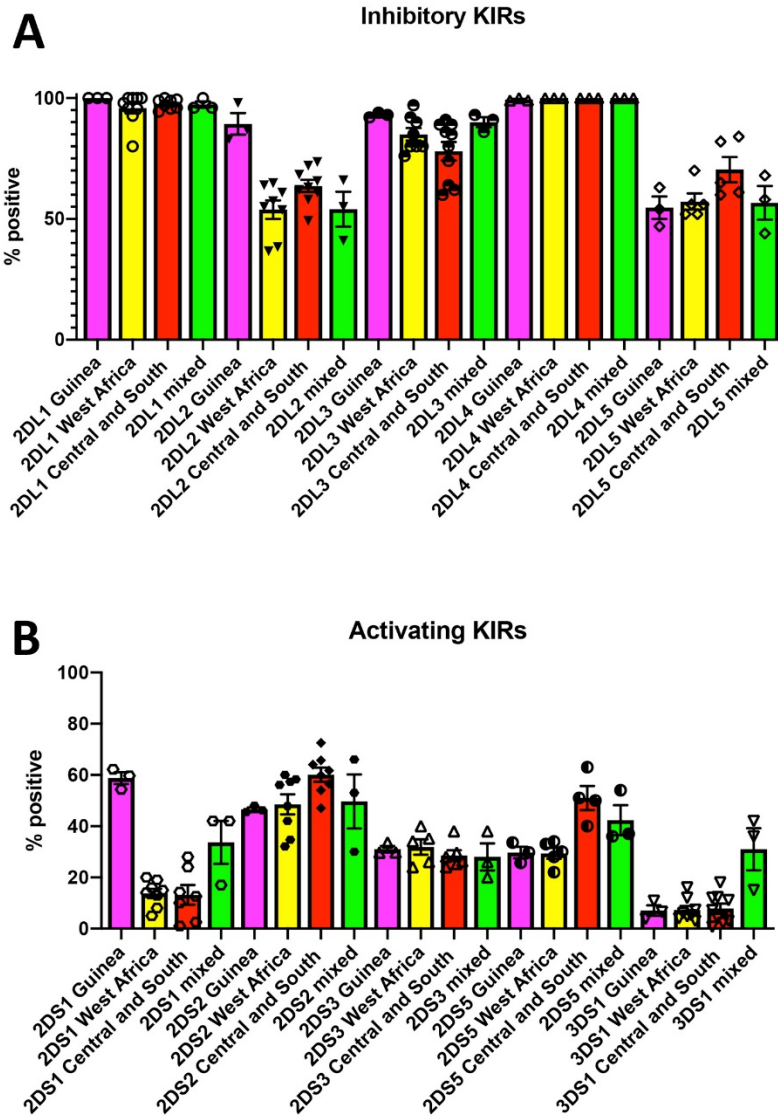 A
Inhibitory KIRs
% positive
100
50
0
2DL1 Guinea
2DL1 West Africa
2DL1 Central and South
2DL1 mixed
2DL2 Guinea
2DL2 West Africa
2DL2 Central and South
2DL2 mixed
2DL3 Guinea
2DL3 West Africa
2DL3 Central and South
2DL3 mixed
2DL4 Guinea
2DL4 West Africa
2DL4 Central and South
2DL4 mixed
2DL5 Guinea
2DL5 West Africa
2DL5 Central and South
2DL5 mixed
B
Activating KIRs
% positive
100
80
60
40
20
0
2DS1 Guinea
2DS1 West Africa
2DS1 Central and South
2DS1 mixed
2DS2 Guinea
2DS2 West Africa
2DS2 Central and South
2DS2 mixed
2DS3 Guinea
2DS3 West Africa
2DS3 Central and South
2DS3 mixed
2DS5 Guinea
2DS5 West Africa
2DS5 Central and South
2DS5 mixed
3DS1 Guinea
3DS1 West Africa
3DS1 Central and South
3DS1 mixed